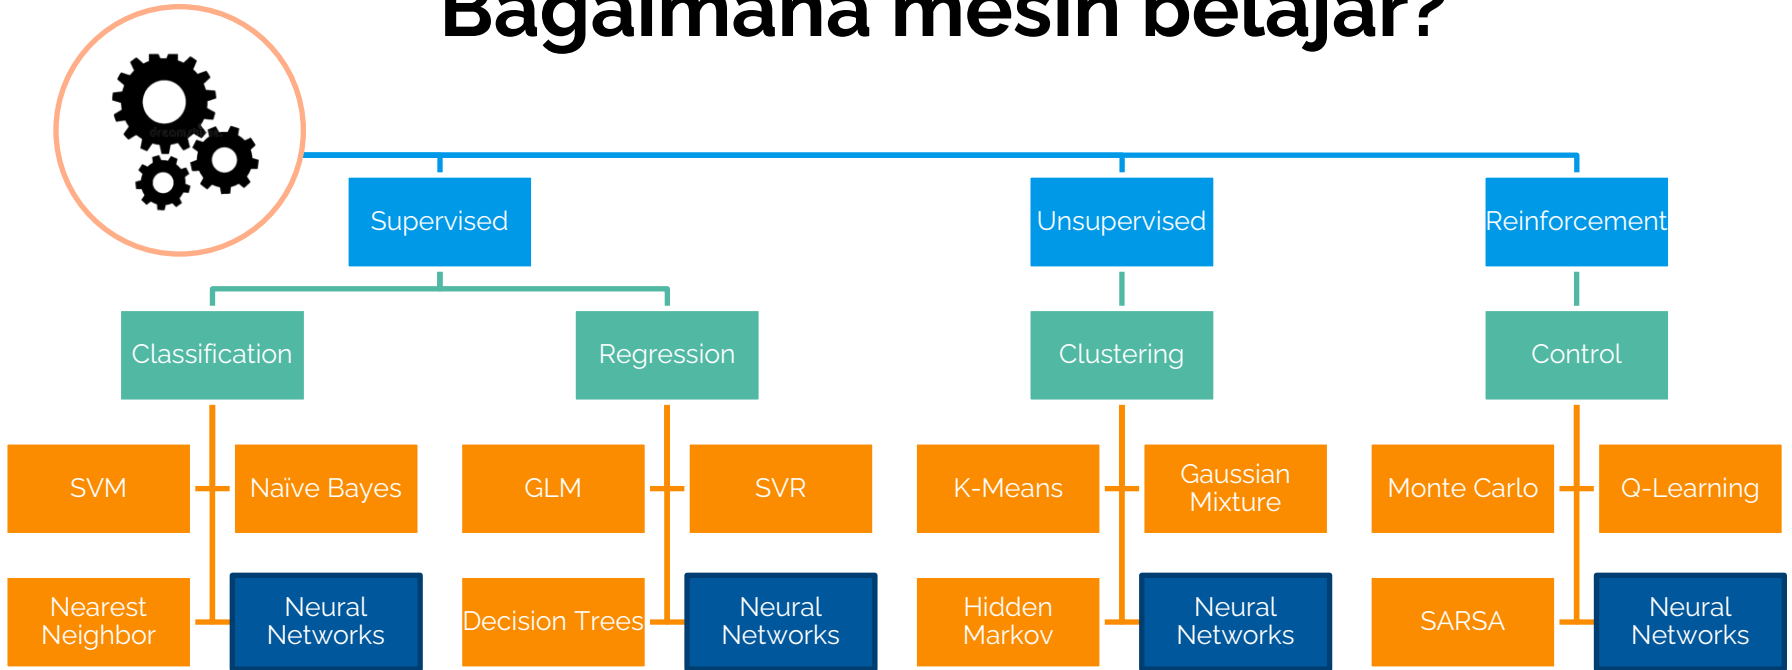 Bagaimana mesin belajar?
Supervised
Unsupervised
Reinforcement
Classification
Regression
Clustering
Control
SVM
Naïve Bayes
GLM
SVR
K-Means
Gaussian
Mixture
Monte Carlo
Q-Learning
Nearest
Neighbor
Neural
Networks
Decision Trees
Neural
Networks
Hidden
Markov
Neural
Networks
SARSA
Neural
Networks